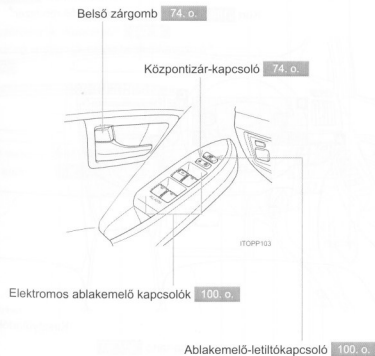 Belső zárgomb 74. o.
Központizár-kapcsoló 74. o.
ITOPP103
Elektromos ablakemelő kapcsolók 100. o.
Ablakemelő-letiltókapcsoló 100. o.